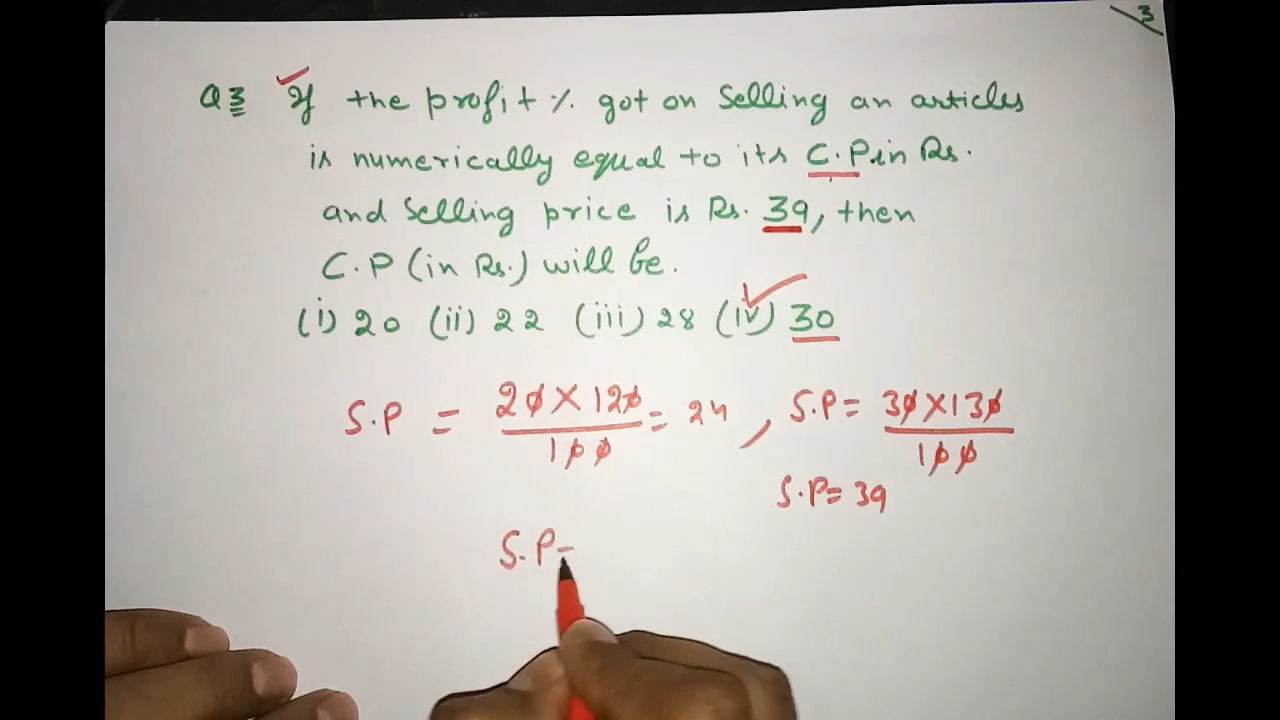 3
Q3 If the profit % got on selling an articles
is numerically equal to its C.P in Rs.
and selling price is Rs. 39, then
C.P (in Rs.) will be.
(i) 20 (ii) 22 (iii) 28 (iv) 30
S.P = 20 X 120 / 100 = 24 , S.P = 30 X 130 / 100
S.P = 39
S.P =